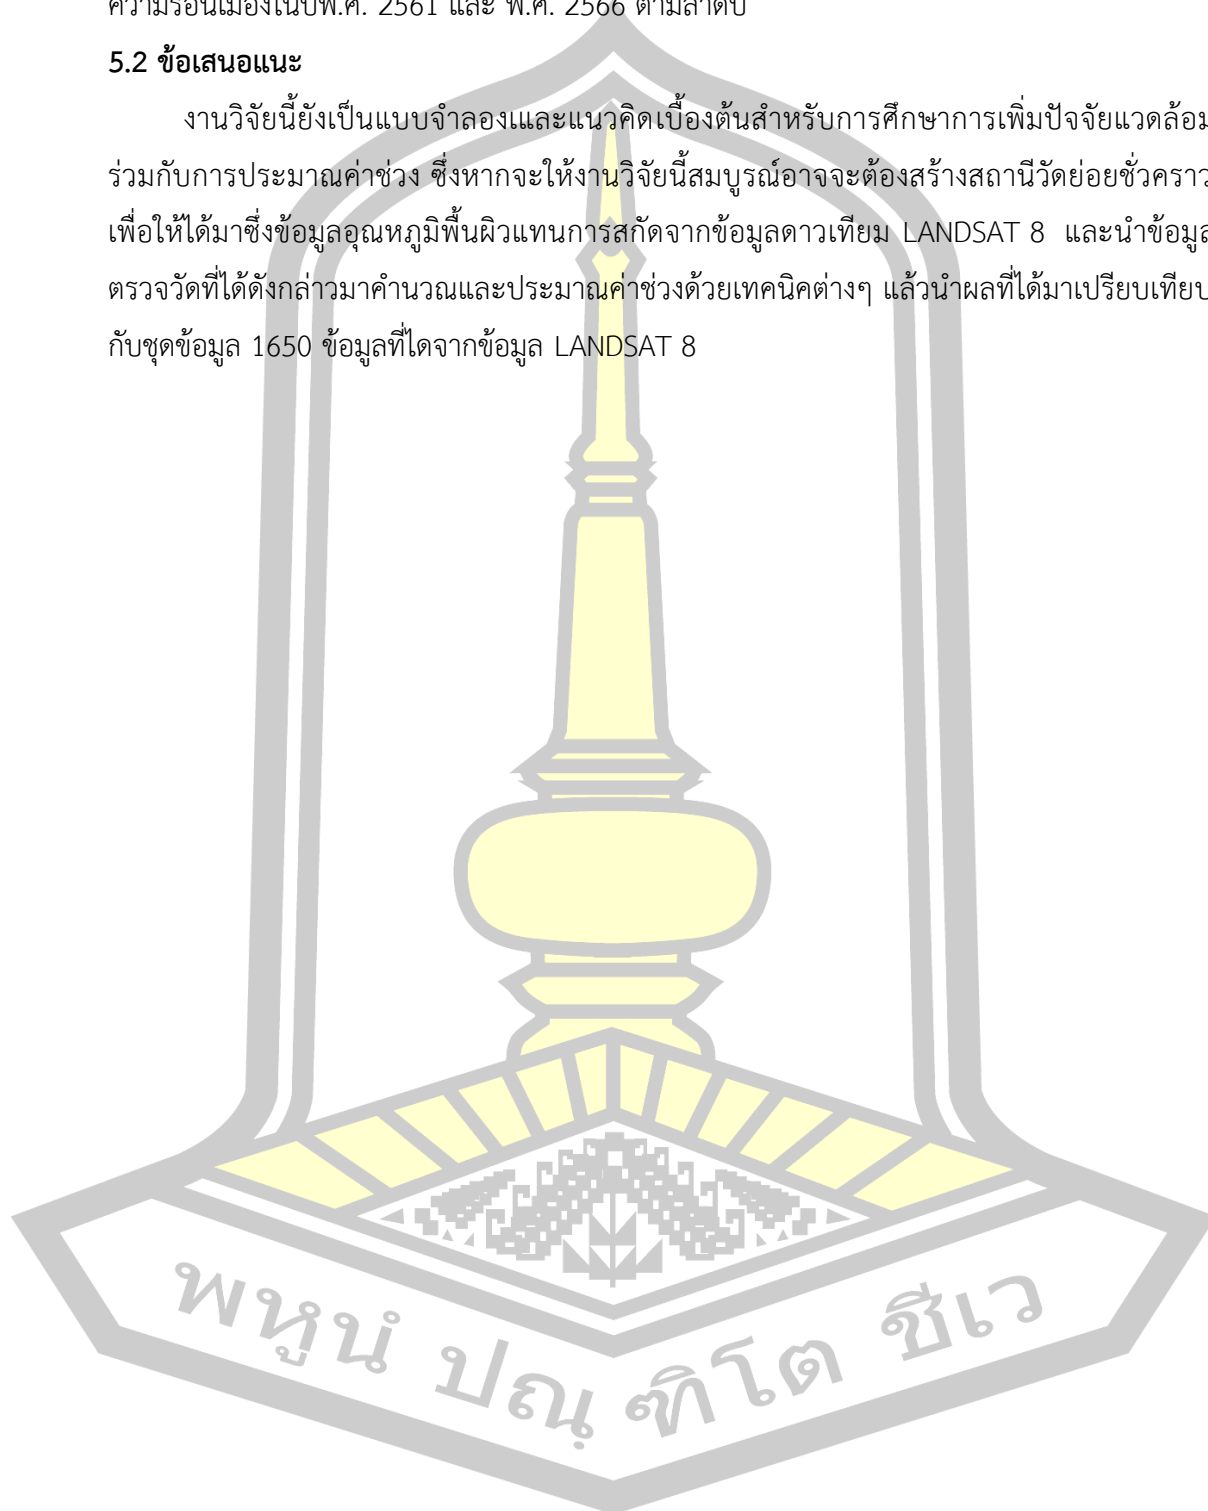 ความร้อนเมืองในปีพ.ศ. 2561 และ พ.ศ. 2566 ตามลำดับ
5.2 ข้อเสนอแนะ
งานวิจัยนี้ยังเป็นแบบจำลองและแนวคิดเบื้องต้นสำหรับการศึกษาการเพิ่มปัจจัยแวดล้อม
ร่วมกับการประมาณค่าช่วง ซึ่งหากจะให้งานวิจัยนี้สมบูรณ์อาจจะต้องสร้างสถานีวัดย่อยชั่วคราว
เพื่อให้ได้มาซึ่งข้อมูลอุณหภูมิพื้นผิวแทนการสกัดจากข้อมูลดาวเทียม LANDSAT 8 และนำข้อมูล
ตรวจวัดที่ได้ดังกล่าวมาคำนวณและประมาณค่าช่วงด้วยเทคนิคต่างๆ แล้วนำผลที่ได้มาเปรียบเทียบ
กับชุดข้อมูล 1650 ข้อมูลที่ไดจากข้อมูล LANDSAT 8
พหูนํ ปณฺ ฑิโต ชีเว